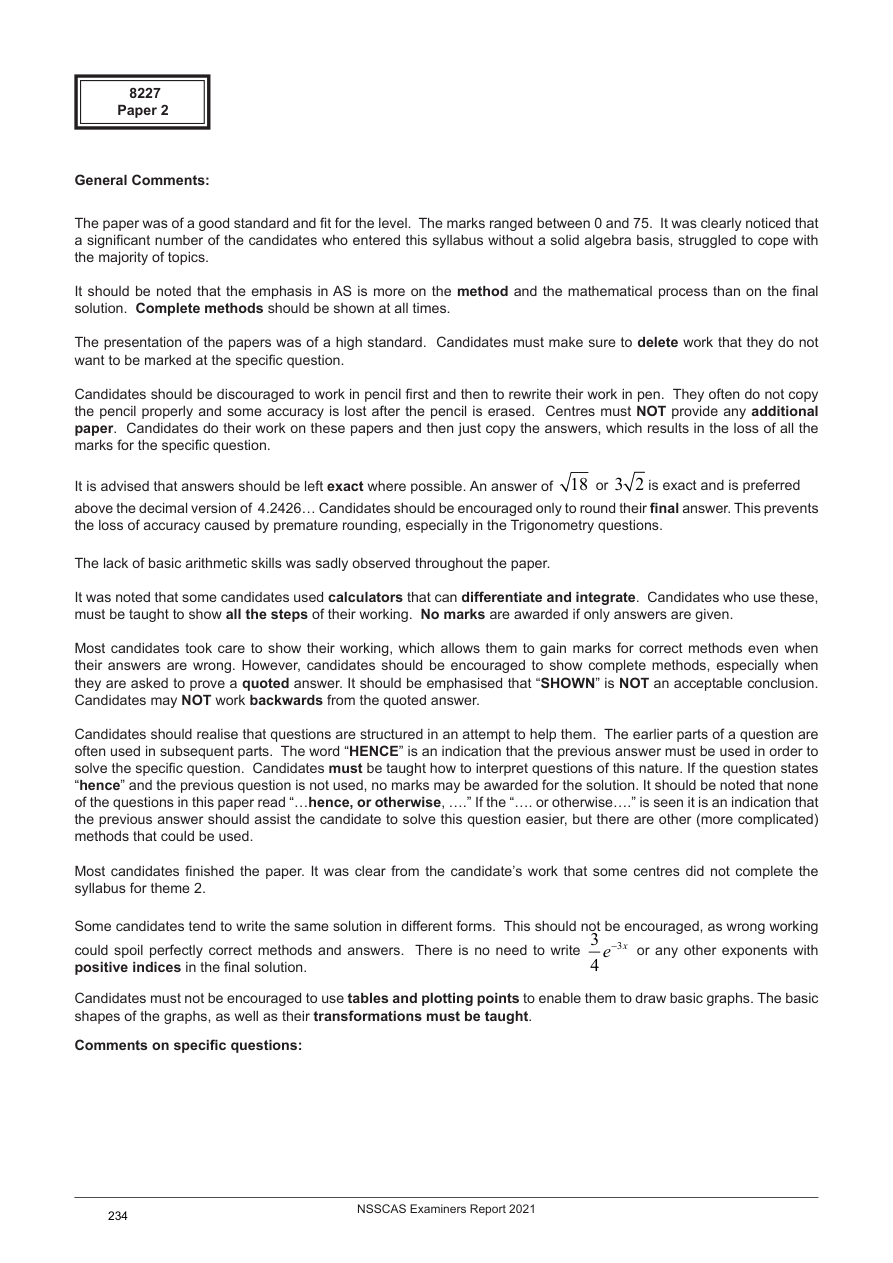 8227
Paper 2
General Comments:
The paper was of a good standard and fit for the level. The marks ranged between 0 and 75. It was clearly noticed that
a significant number of the candidates who entered this syllabus without a solid algebra basis, struggled to cope with
the majority of topics.
It should be noted that the emphasis in AS is more on the method and the mathematical process than on the final
solution. Complete methods should be shown at all times.
The presentation of the papers was of a high standard. Candidates must make sure to delete work that they do not
want to be marked at the specific question.
Candidates should be discouraged to work in pencil first and then to rewrite their work in pen. They often do not copy
the pencil properly and some accuracy is lost after the pencil is erased. Centres must NOT provide any additional
paper. Candidates do their work on these papers and then just copy the answers, which results in the loss of all the
marks for the specific question.
It is advised that answers should be left exact where possible. An answer of √18 or 3√2 is exact and is preferred
above the decimal version of 4.2426… Candidates should be encouraged only to round their final answer. This prevents
the loss of accuracy caused by premature rounding, especially in the Trigonometry questions.
The lack of basic arithmetic skills was sadly observed throughout the paper.
It was noted that some candidates used calculators that can differentiate and integrate. Candidates who use these,
must be taught to show all the steps of their working. No marks are awarded if only answers are given.
Most candidates took care to show their working, which allows them to gain marks for correct methods even when
their answers are wrong. However, candidates should be encouraged to show complete methods, especially when
they are asked to prove a quoted answer. It should be emphasised that “SHOWN” is NOT an acceptable conclusion.
Candidates may NOT work backwards from the quoted answer.
Candidates should realise that questions are structured in an attempt to help them. The earlier parts of a question are
often used in subsequent parts. The word “HENCE” is an indication that the previous answer must be used in order to
solve the specific question. Candidates must be taught how to interpret questions of this nature. If the question states
“hence” and the previous question is not used, no marks may be awarded for the solution. It should be noted that none
of the questions in this paper read “…hence, or otherwise, ….” If the “…. or otherwise….” is seen it is an indication that
the previous answer should assist the candidate to solve this question easier, but there are other (more complicated)
methods that could be used.
Most candidates finished the paper. It was clear from the candidate’s work that some centres did not complete the
syllabus for theme 2.
Some candidates tend to write the same solution in different forms. This should not be encouraged, as wrong working
could spoil perfectly correct methods and answers. There is no need to write 3/4 e⁻³ˣ or any other exponents with
positive indices in the final solution.
Candidates must not be encouraged to use tables and plotting points to enable them to draw basic graphs. The basic
shapes of the graphs, as well as their transformations must be taught.
Comments on specific questions:
234
NSSCAS Examiners Report 2021